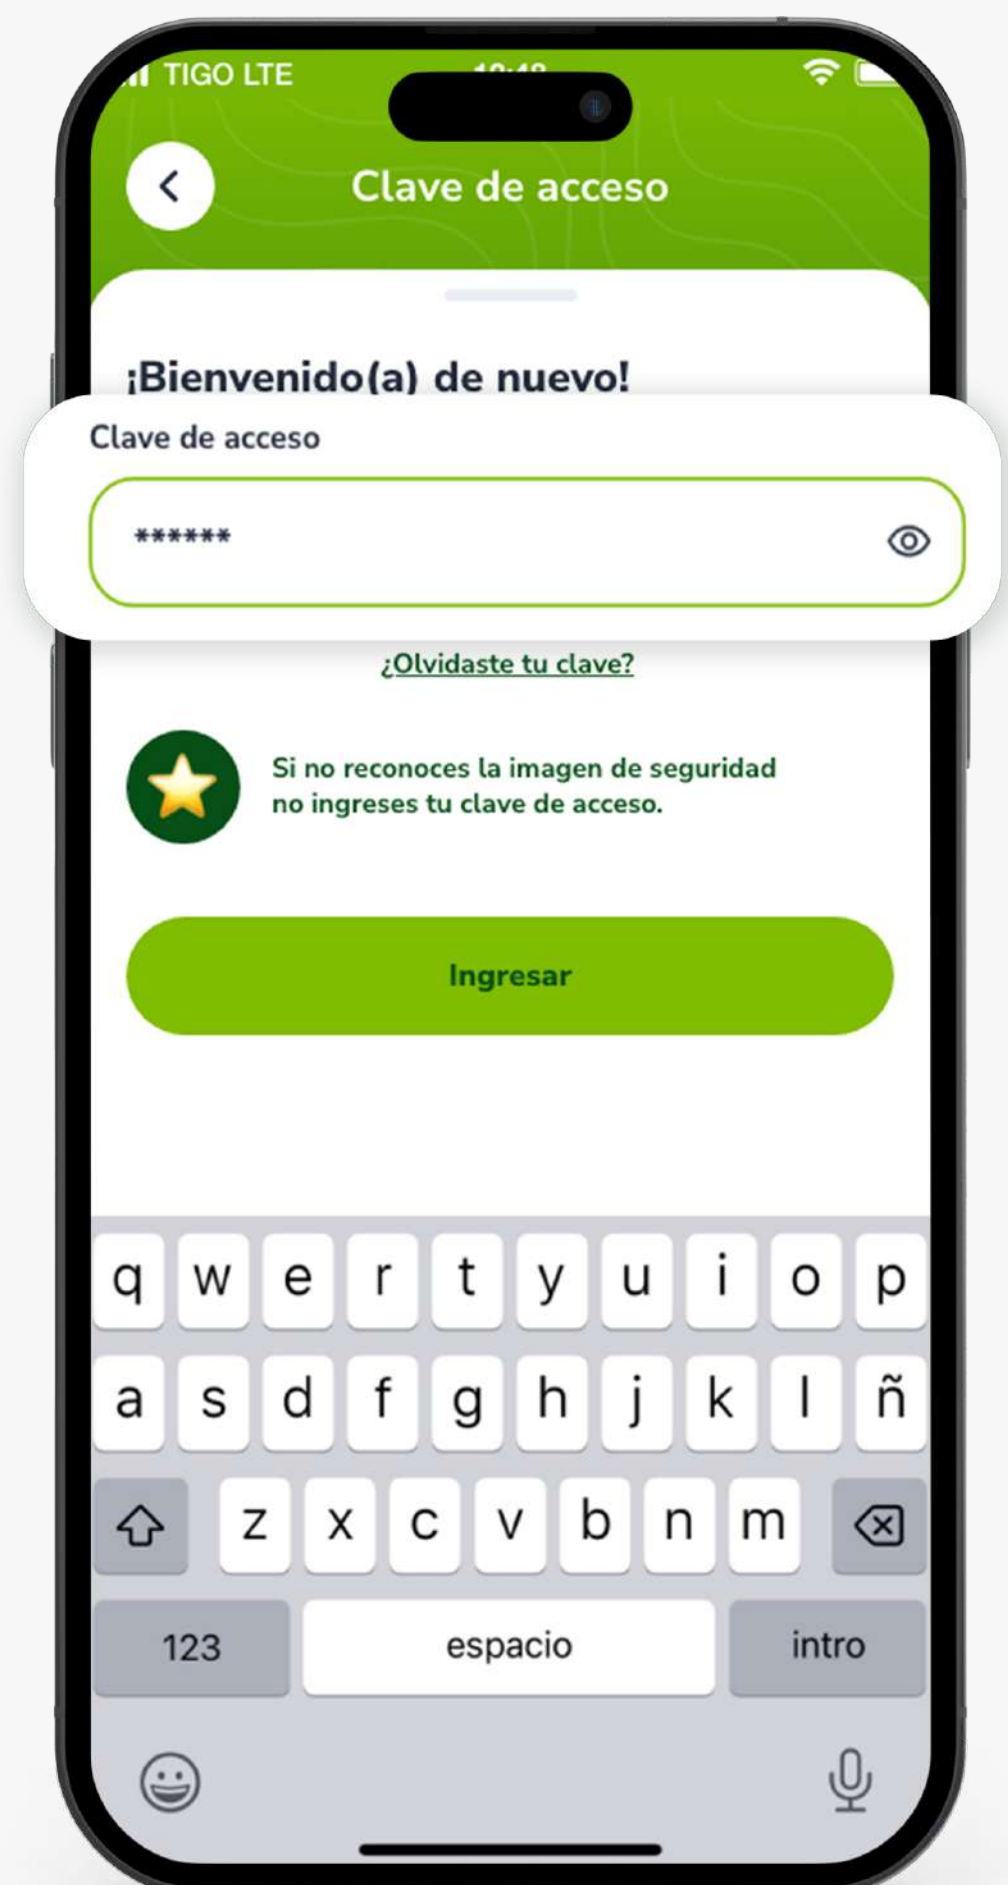 TIGO LTE
Clave de acceso
¡Bienvenido(a) de nuevo!
Clave de acceso
******
¿Olvidaste tu clave?
Si no reconoces la imagen de seguridad
no ingreses tu clave de acceso.
Ingresar
q w e r t y u i o p
a s d f g h j k l ñ
z x c v b n m
123 espacio intro